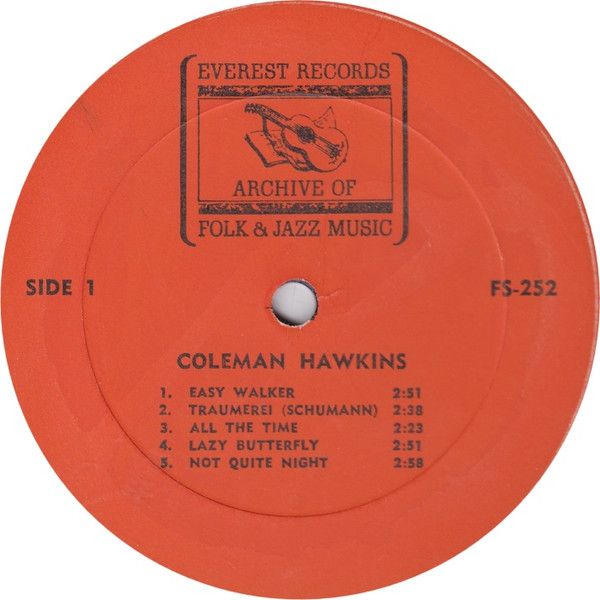 EVEREST RECORDS
ARCHIVE OF
FOLK & JAZZ MUSIC
SIDE 1 FS-252
COLEMAN HAWKINS
1. EASY WALKER 2:51
2. TRAUMEREI (SCHUMANN) 2:38
3. ALL THE TIME 2:23
4. LAZY BUTTERFLY 2:51
5. NOT QUITE NIGHT 2:58